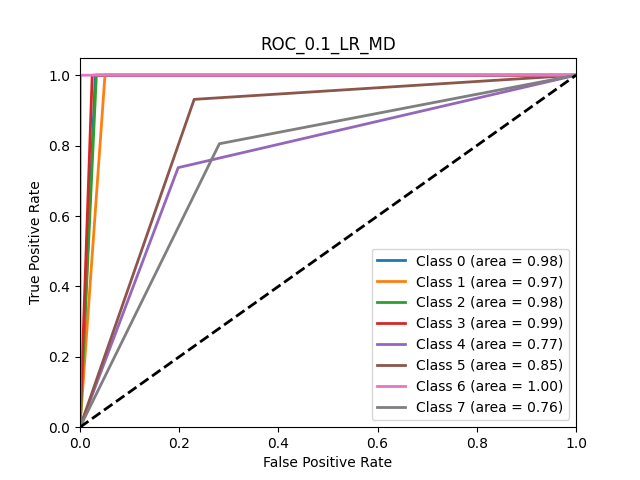 ROC_0.1_LR_MD
1.0
0.8
0.6
0.4
0.2
0.0
True Positive Rate
0.0 0.2 0.4 0.6 0.8 1.0
False Positive Rate
Class 0 (area = 0.98)
Class 1 (area = 0.97)
Class 2 (area = 0.98)
Class 3 (area = 0.99)
Class 4 (area = 0.77)
Class 5 (area = 0.85)
Class 6 (area = 1.00)
Class 7 (area = 0.76)